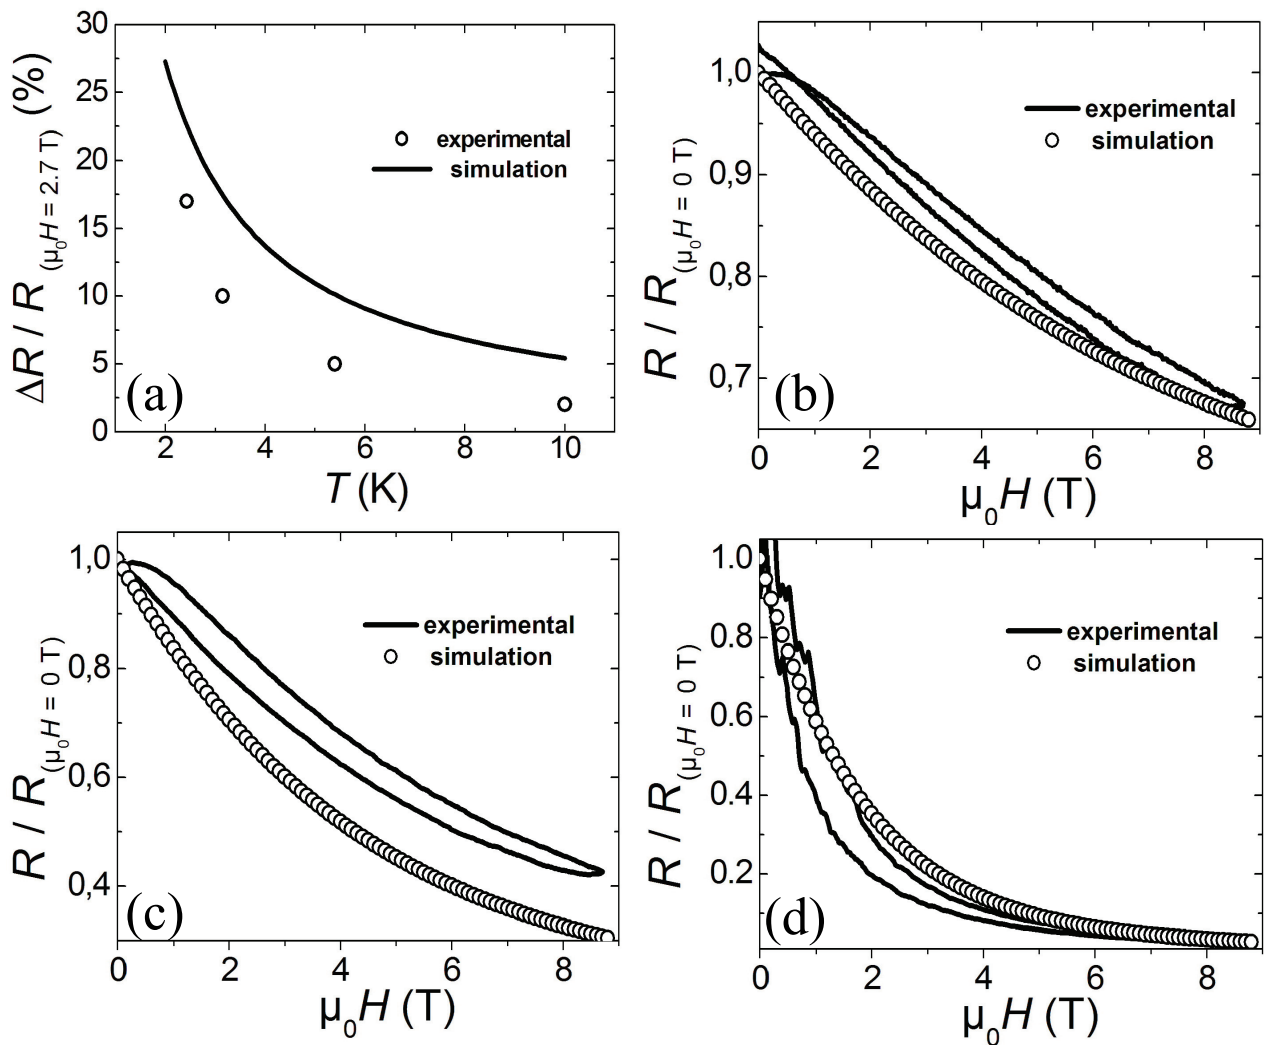 30
25
20
15
10
5
0
2
4
6
8
10
ΔR / R(μ0H = 2.7 T) (%)
T (K)
experimental
simulation
(a)
1,0
0,9
0,8
0,7
0
2
4
6
8
R / R(μ0H = 0 T)
μ0H (T)
experimental
simulation
(b)
1,0
0,8
0,6
0,4
0
2
4
6
8
R / R(μ0H = 0 T)
μ0H (T)
experimental
simulation
(c)
1.0
0.8
0.6
0.4
0.2
0
2
4
6
8
R / R(μ0H = 0 T)
μ0H (T)
experimental
simulation
(d)